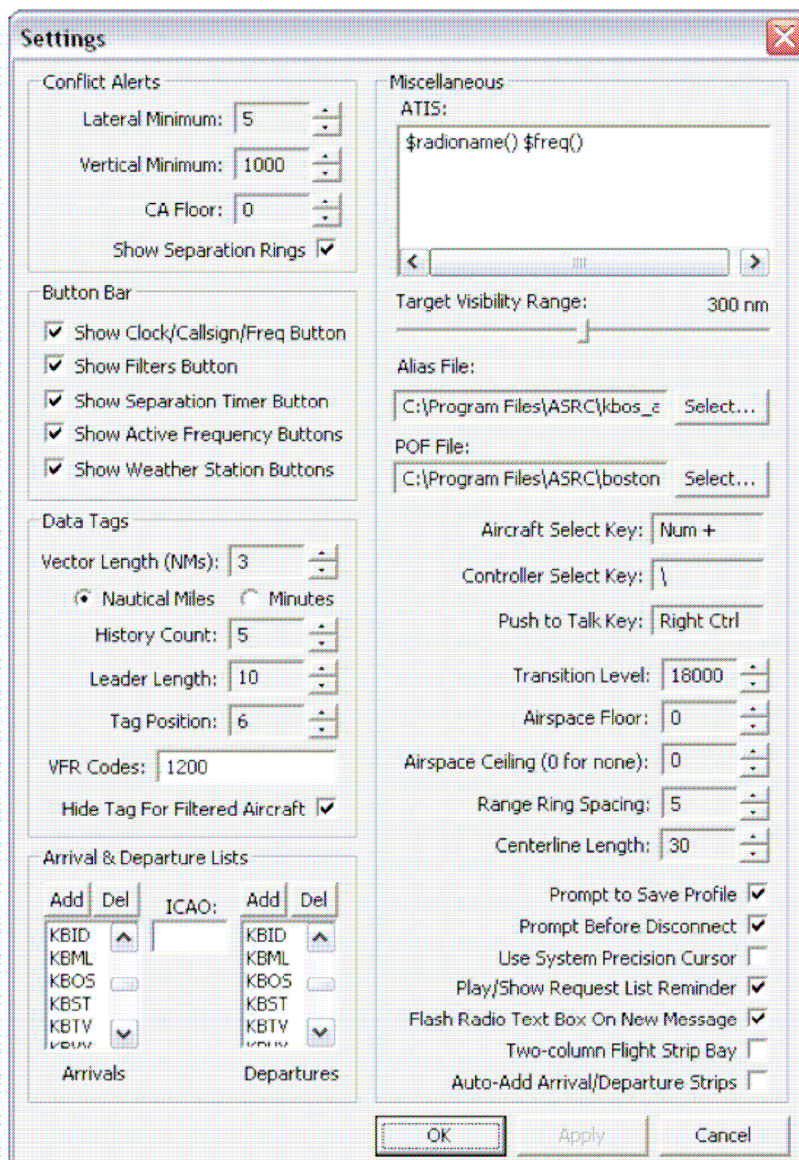 Settings
Conflict Alerts
Lateral Minimum: 5
Vertical Minimum: 1000
CA Floor: 0
Show Separation Rings
Button Bar
Show Clock/Callsign/Freq Button
Show Filters Button
Show Separation Timer Button
Show Active Frequency Buttons
Show Weather Station Buttons
Data Tags
Vector Length (NMs): 3
Nautical Miles Minutes
History Count: 5
Leader Length: 10
Tag Position: 6
VFR Codes: 1200
Hide Tag For Filtered Aircraft
Arrival & Departure Lists
Add Del ICAO: Add Del
KBID KBID
KBML KBML
KBOS KBOS
KBST KBST
KBTV KBTV
Arrivals Departures
Miscellaneous
ATIS:
$radioname() $freq()
Target Visibility Range: 300 nm
Alias File:
C:\Program Files\ASRC\kbos_a Select...
POF File:
C:\Program Files\ASRC\boston Select...
Aircraft Select Key: Num +
Controller Select Key: \
Push to Talk Key: Right Ctrl
Transition Level: 18000
Airspace Floor: 0
Airspace Ceiling (0 for none): 0
Range Ring Spacing: 5
Centerline Length: 30
Prompt to Save Profile
Prompt Before Disconnect
Use System Precision Cursor
Play/Show Request List Reminder
Flash Radio Text Box On New Message
Two-column Flight Strip Bay
Auto-Add Arrival/Departure Strips
OK Apply Cancel